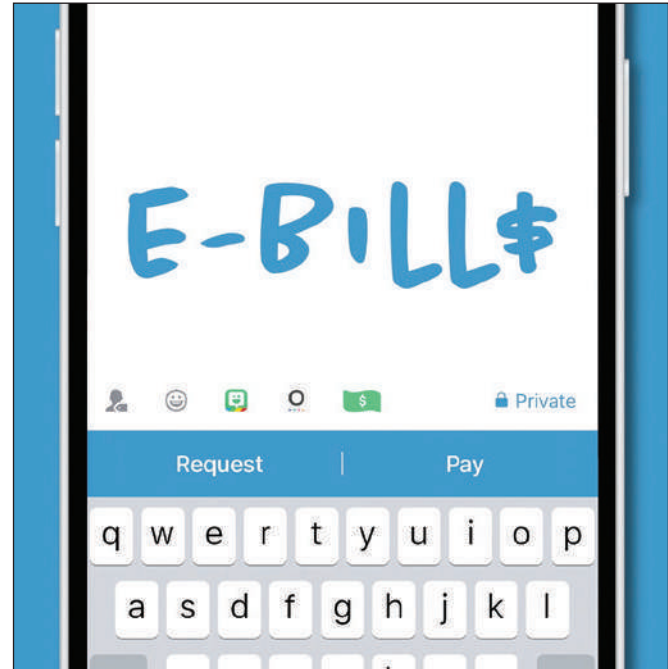 E-BILL$
$ Private
Request | Pay
q w e r t y u i o p
a s d f g h j k l